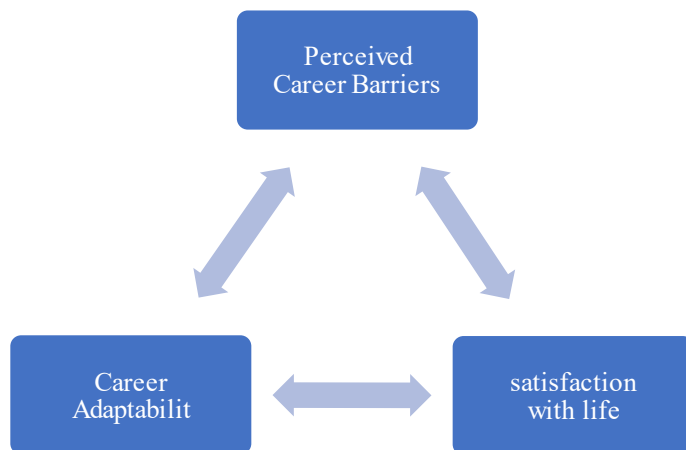 Perceived
Career Barriers
Career
Adaptabilit
satisfaction
with life